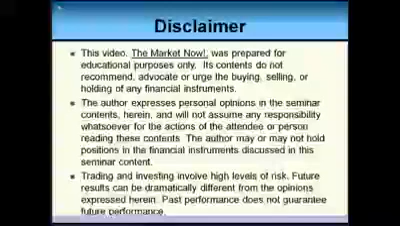 Disclaimer
This video, The Market Now!, was prepared for
educational purposes only. Its contents do not
recommend, advocate or urge the buying, selling, or
holding of any financial instruments.
The author expresses personal opinions in the seminar
contents, herein, and will not assume any responsibility
whatsoever for the actions of the attendee or person
reading these contents. The author may or may not hold
positions in the financial instruments discussed in this
seminar content.
Trading and investing involve high levels of risk. Future
results can be dramatically different from the opinions
expressed herein. Past performance does not guarantee
future performance.